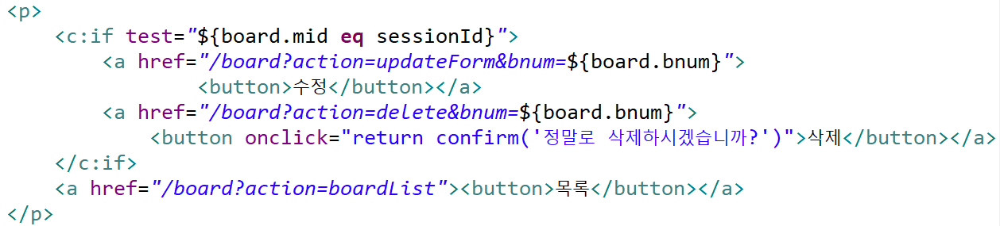 <p>
<c:if test="${board.mid eq sessionId}">
<a href="/board?action=updateForm&bnum=${board.bnum}">
<button>수정</button></a>
<a href="/board?action=delete&bnum=${board.bnum}">
<button onclick="return confirm('정말로 삭제하시겠습니까?')">삭제</button></a>
</c:if>
<a href="/board?action=boardList"><button>목록</button></a>
</p>